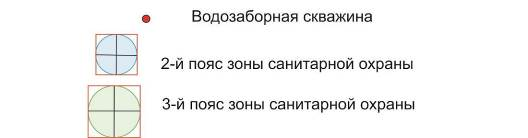 Водозаборная скважина
2-й пояс зоны санитарной охраны
3-й пояс зоны санитарной охраны